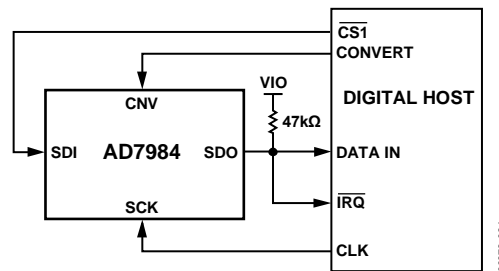 CS1
CONVERT
CNV
VIO
DIGITAL HOST
47kΩ
SDI
AD7984
SDO
DATA IN
SCK
IRQ
CLK